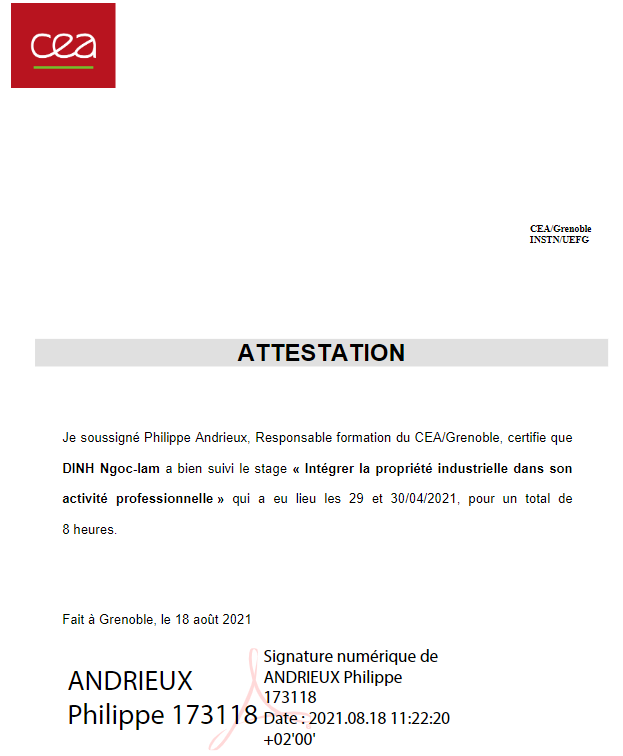 cea
CEA/Grenoble
INSTN/UEFG
ATTESTATION
Je soussigné Philippe Andrieux, Responsable formation du CEA/Grenoble, certifie que
DINH Ngoc-lam a bien suivi le stage « Intégrer la propriété industrielle dans son
activité professionnelle » qui a eu lieu les 29 et 30/04/2021, pour un total de
8 heures.
Fait à Grenoble, le 18 août 2021
ANDRIEUX
Philippe 173118
Signature numérique de
ANDRIEUX Philippe
173118
Date : 2021.08.18 11:22:20
+02'00'